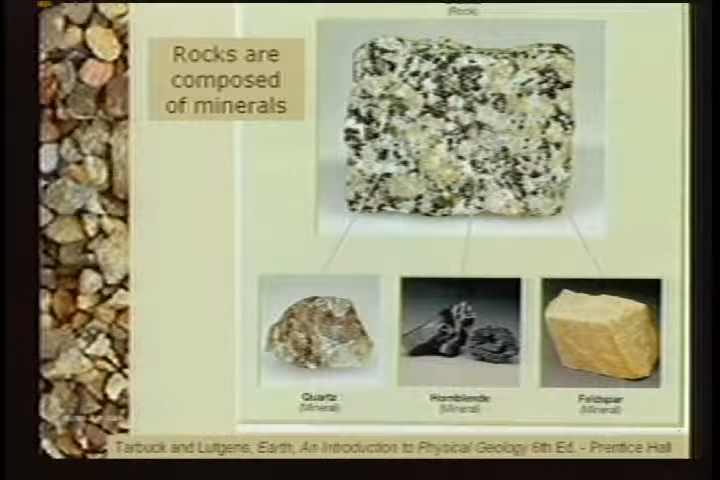 (Rock)
Rocks are
composed
of minerals
Quartz
(Mineral)
Hornblende
(Mineral)
Feldspar
(Mineral)
Tarbuck and Lutgens, Earth, An Introduction to Physical Geology 6th Ed. - Prentice Hall